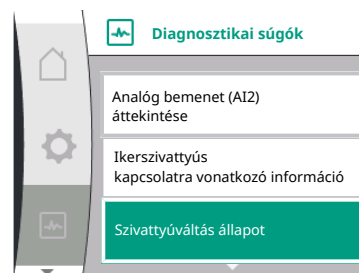 Diagnosztikai súgók
Analóg bemenet (AI2)
áttekintése
Ikerszivattyús
kapcsolatra vonatkozó információ
Szivattyúváltás állapot